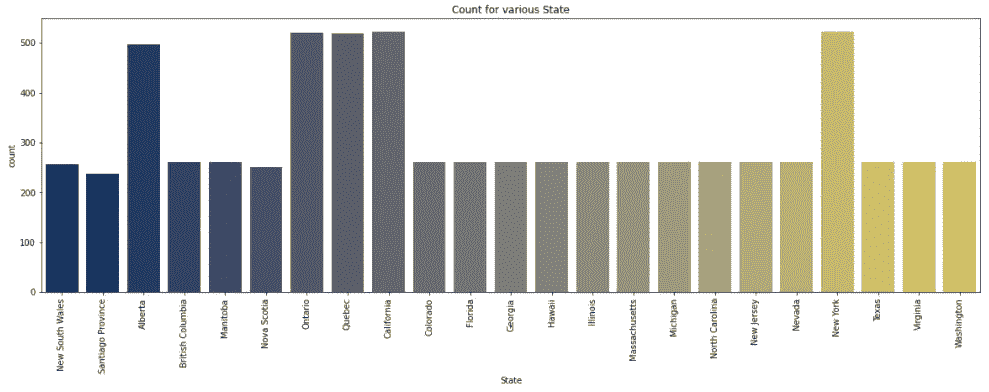 Count for various State
count
500
400
300
200
100
0
New South Wales
Santiago Province
Alberta
British Columbia
Manitoba
Nova Scotia
Ontario
Quebec
California
Colorado
Florida
Georgia
Hawaii
Illinois
Massachusetts
Michigan
North Carolina
New Jersey
Nevada
New York
Texas
Virginia
Washington
State